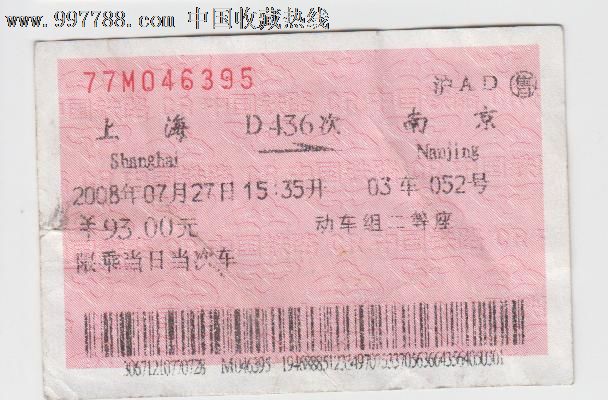 www.997788.com 中国收藏热线
77M046395
沪AD 售
上海 D436次 南京
Shanghai Nanjing
2008年07月27日15:35开 03车052号
￥93.00元 动车组二等座
限乘当日当次车
M046395